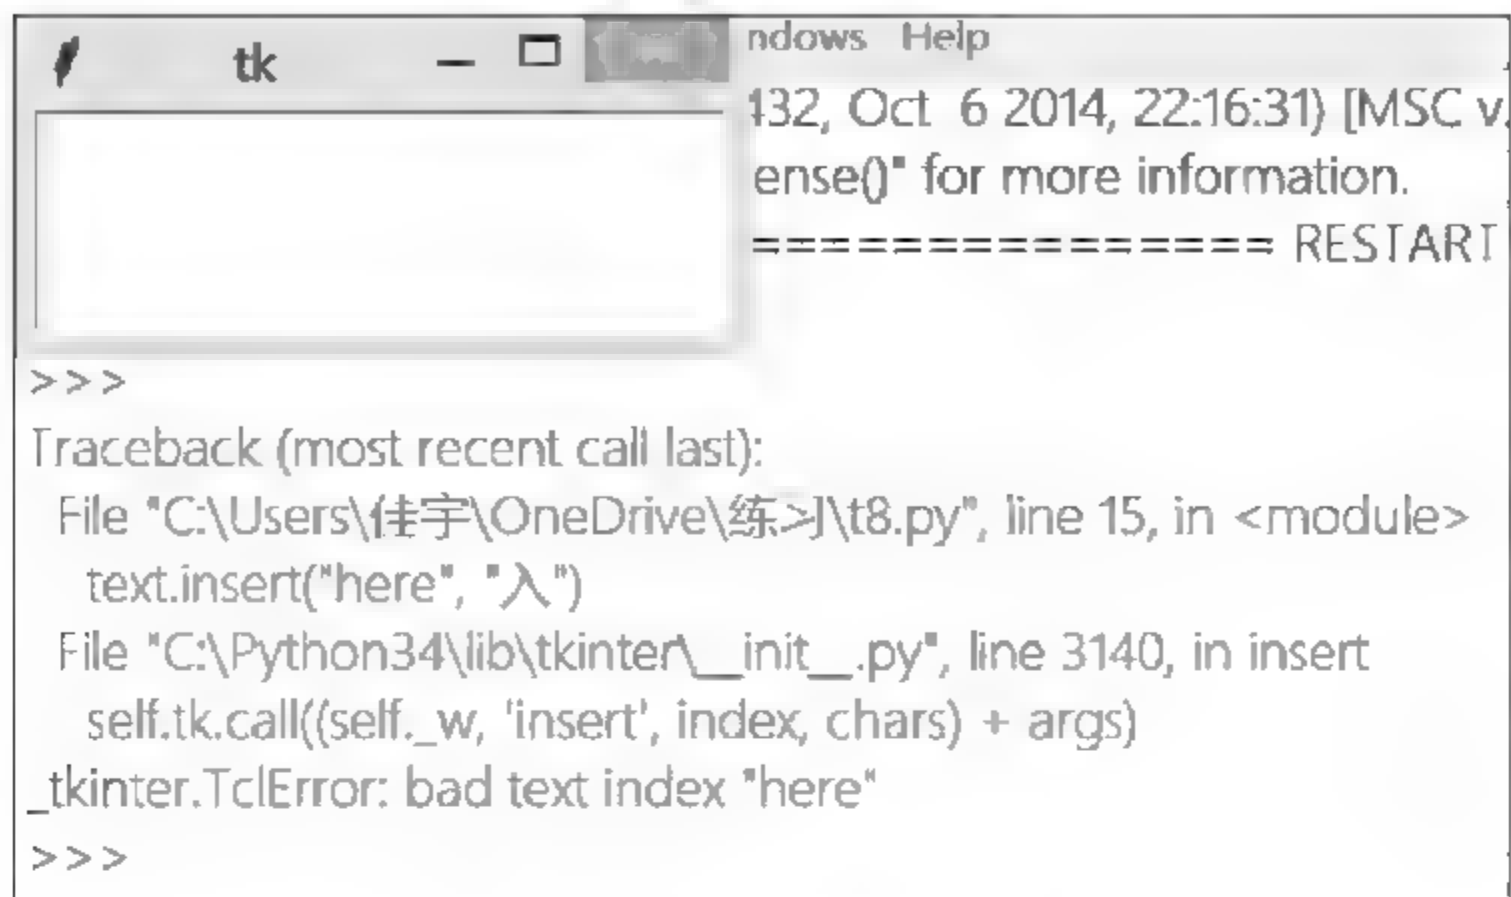 tk
ndows Help
432, Oct 6 2014, 22:16:31) [MSC v.
ense()" for more information.
=============== RESTART
>>>
Traceback (most recent call last):
File "C:\Users\佳宇\OneDrive\练习\t8.py", line 15, in <module>
text.insert("here", "入")
File "C:\Python34\lib\tkinter\__init__.py", line 3140, in insert
self.tk.call((self._w, 'insert', index, chars) + args)
_tkinter.TclError: bad text index "here"
>>>